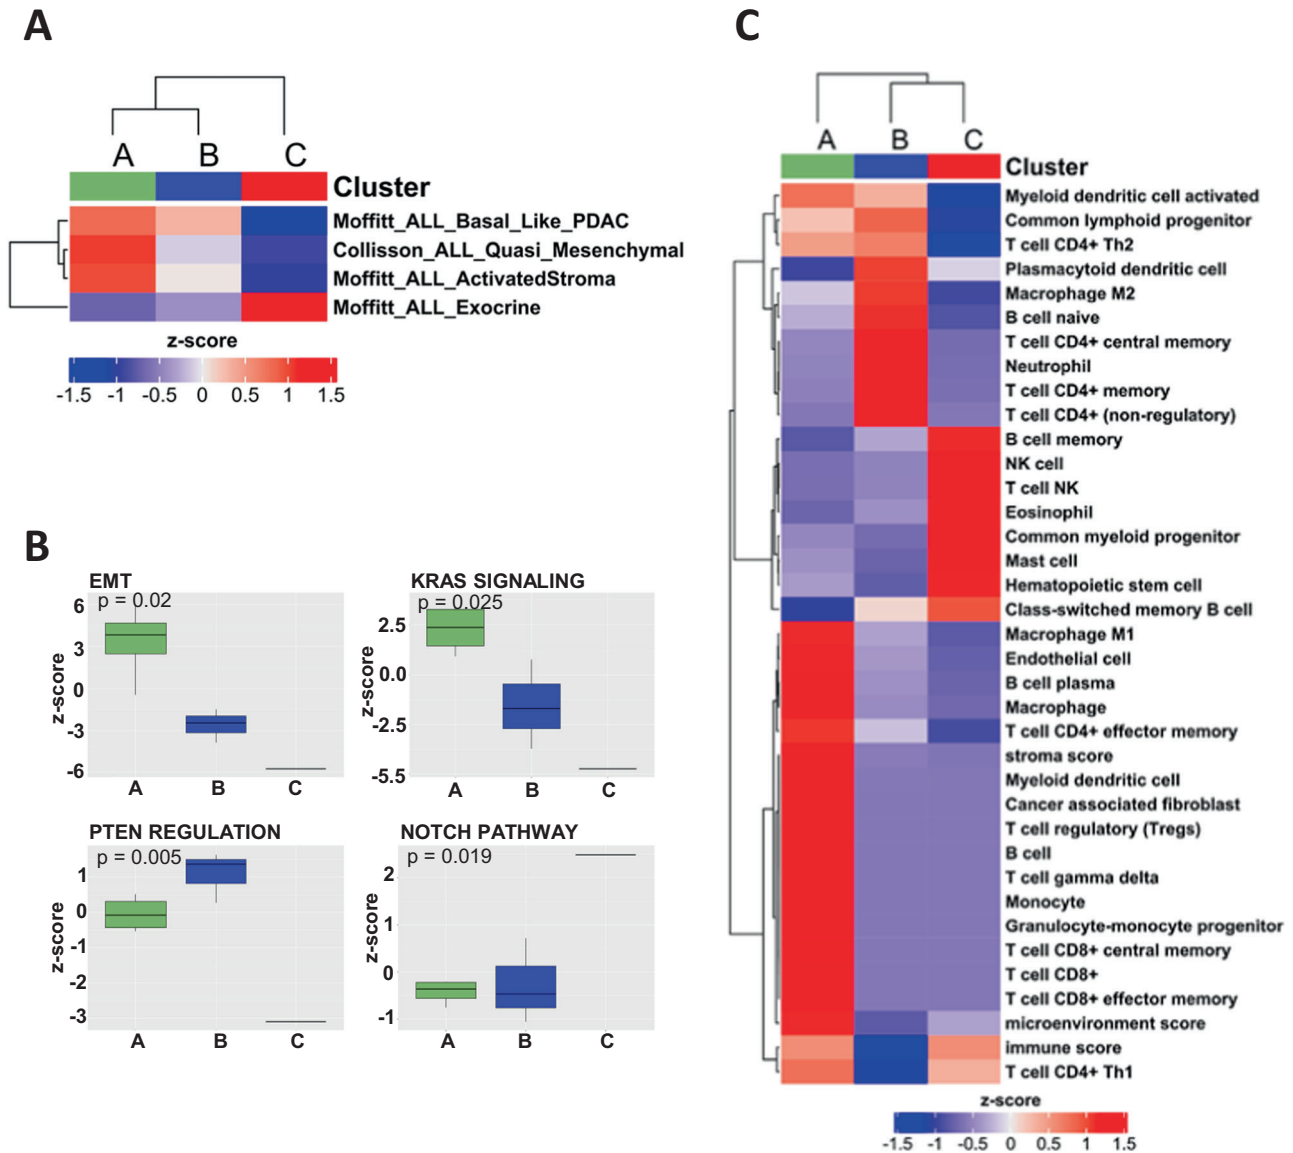 A
A B C
Cluster
Moffitt_ALL_Basal_Like_PDAC
Collisson_ALL_Quasi_Mesenchymal
Moffitt_ALL_ActivatedStroma
Moffitt_ALL_Exocrine
z-score
-1.5 -1 -0.5 0 0.5 1 1.5
B
EMT
p = 0.02
z-score
6
3
0
-3
-6
A B C
KRAS SIGNALING
p = 0.025
z-score
2.5
0.0
-2.5
-5.5
A B C
PTEN REGULATION
p = 0.005
z-score
1
0
-1
-2
-3
A B C
NOTCH PATHWAY
p = 0.019
z-score
2
1
0
-1
A B C
C
A B C
Cluster
Myeloid dendritic cell activated
Common lymphoid progenitor
T cell CD4+ Th2
Plasmacytoid dendritic cell
Macrophage M2
B cell naive
T cell CD4+ central memory
Neutrophil
T cell CD4+ memory
T cell CD4+ (non-regulatory)
B cell memory
NK cell
T cell NK
Eosinophil
Common myeloid progenitor
Mast cell
Hematopoietic stem cell
Class-switched memory B cell
Macrophage M1
Endothelial cell
B cell plasma
Macrophage
T cell CD4+ effector memory
stroma score
Myeloid dendritic cell
Cancer associated fibroblast
T cell regulatory (Tregs)
B cell
T cell gamma delta
Monocyte
Granulocyte-monocyte progenitor
T cell CD8+ central memory
T cell CD8+
T cell CD8+ effector memory
microenvironment score
immune score
T cell CD4+ Th1
z-score
-1.5 -1 -0.5 0 0.5 1 1.5